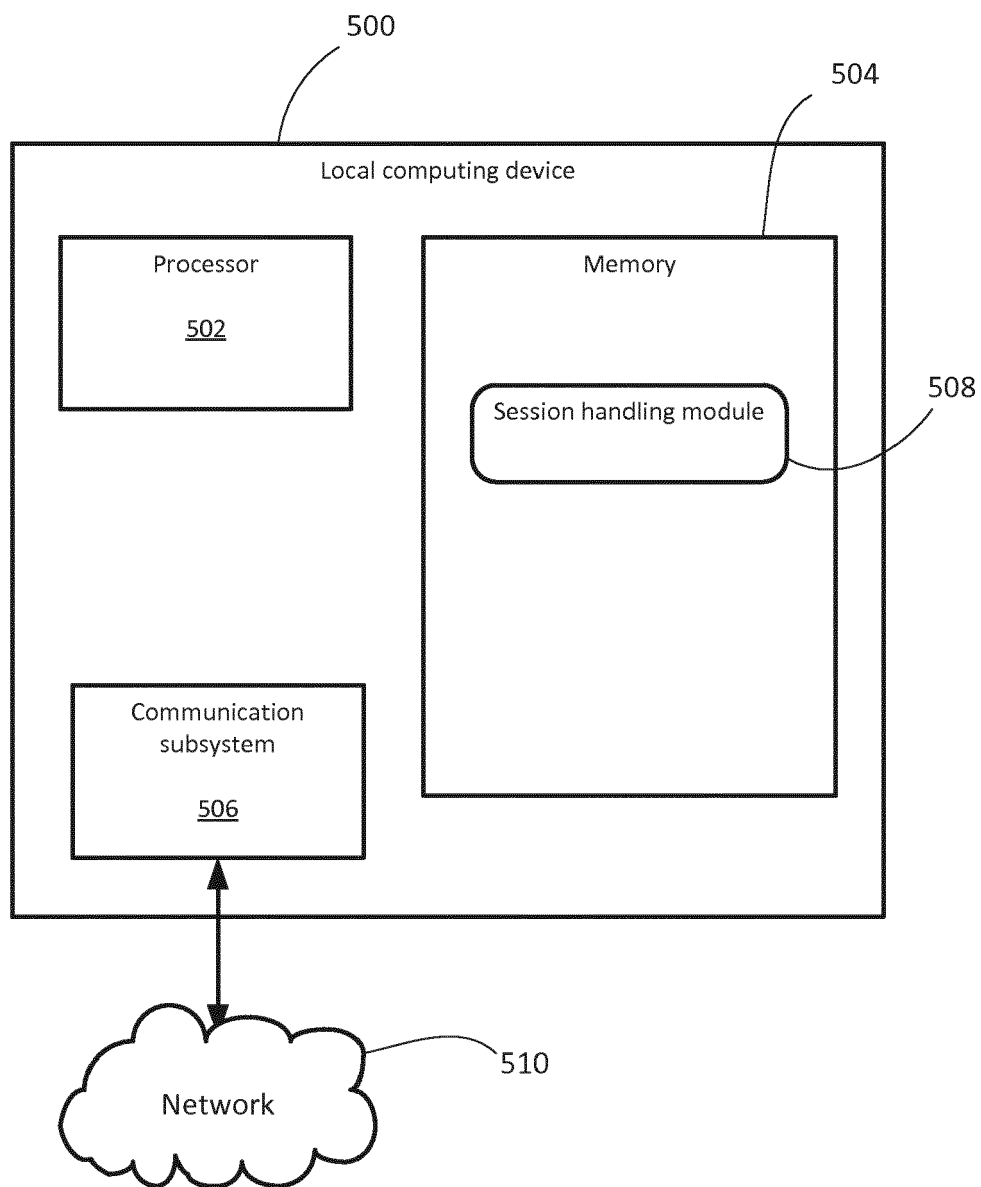 500
504
Local computing device
Processor
502
Memory
508
Session handling module
Communication
subsystem
506
510
Network